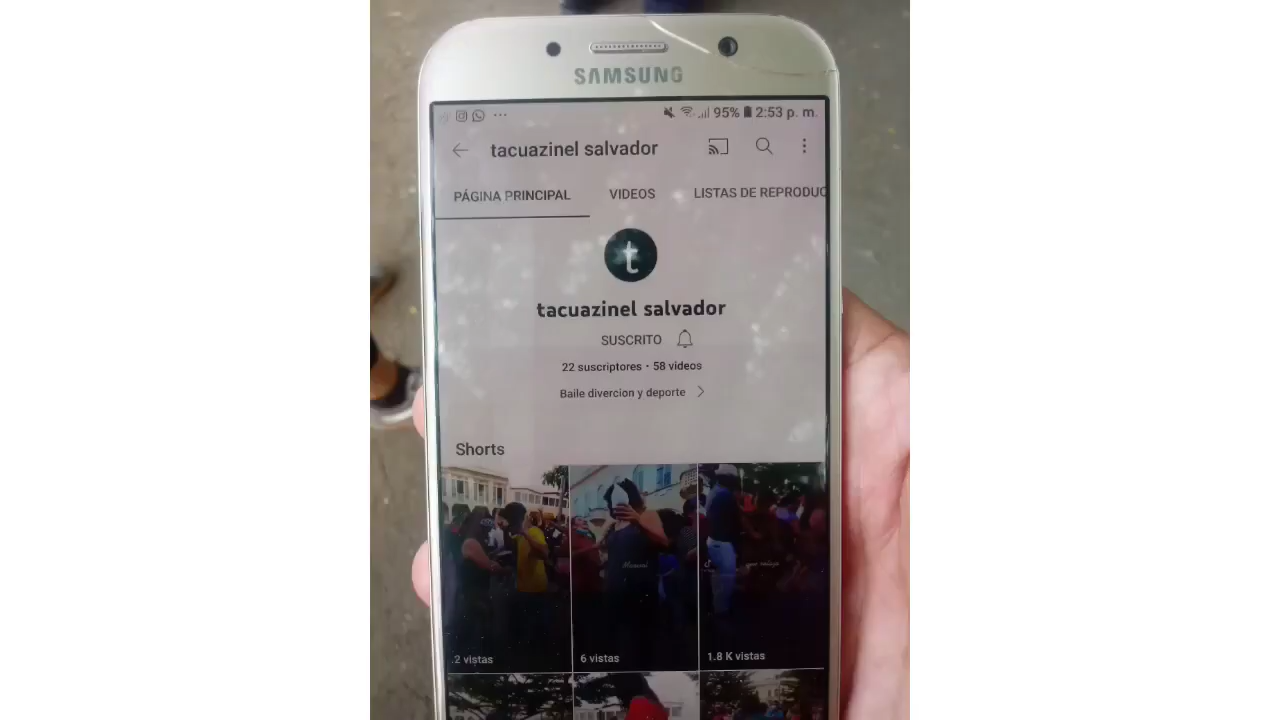 SAMSUNG
95% 2:53 p. m.
tacuazinel salvador
PÁGINA PRINCIPAL VIDEOS LISTAS DE REPRODUC
t
tacuazinel salvador
SUSCRITO
22 suscriptores · 58 videos
Baile divercion y deporte
Shorts
2 vistas 6 vistas 1.8 K vistas